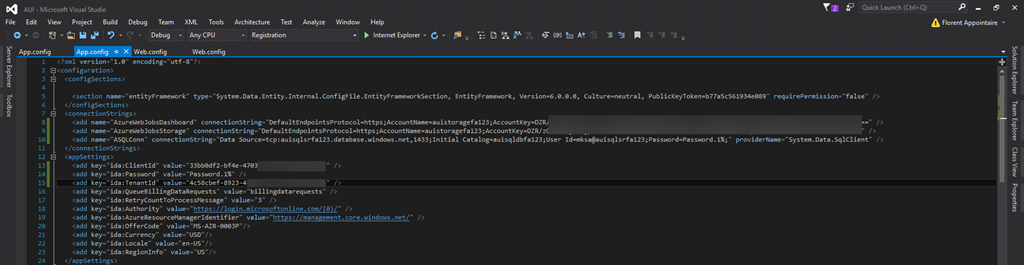 AUI - Microsoft Visual Studio
2
Quick Launch (Ctrl+Q)
File Edit View Project Build Debug Team XML Tools Architecture Test Analyze Window Help
Florent Appointaire
Debug Any CPU Registration Internet Explorer
App.config App.config Web.config Web.config
Server Explorer
Toolbox
Solution Explorer
Team Explorer
Class View
Properties
1 <?xml version="1.0" encoding="utf-8"?>
2 <configuration>
3 <configSections>
4
5 <section name="entityFramework" type="System.Data.Entity.Internal.ConfigFile.EntityFrameworkSection, EntityFramework, Version=6.0.0.0, Culture=neutral, PublicKeyToken=b77a5c561934e089" requirePermission="false" />
6 </configSections>
7 <connectionStrings>
8 <add name="AzureWebJobsDashboard" connectionString="DefaultEndpointsProtocol=https;AccountName=auistoragefa123;AccountKey=DZR/ ==" />
9 <add name="AzureWebJobsStorage" connectionString="DefaultEndpointsProtocol=https;AccountName=auistoragefa123;AccountKey=DZR/ " />
10 <add name="ASQLConn" connectionString="Data Source=tcp:auisqlsrfa123.database.windows.net,1433;Initial Catalog=auisqldbfa123;User Id=mksa@auisqlsrfa123;Password=Password.1%;" providerName="System.Data.SqlClient" />
11 </connectionStrings>
12 <appSettings>
13 <add key="ida:ClientId" value="33bb0df2-bf4e-4703 " />
14 <add key="ida:Password" value="Password.1%" />
15 <add key="ida:TenantId" value="4c58cbef-8923-4 " />
16 <add key="ida:QueueBillingDataRequests" value="billingdatarequests" />
17 <add key="ida:RetryCountToProcessMessage" value="3" />
18 <add key="ida:Authority" value="https://login.microsoftonline.com/{0}/" />
19 <add key="ida:AzureResourceManagerIdentifier" value="https://management.core.windows.net/" />
20 <add key="ida:OfferCode" value="MS-AZR-0003P"/>
21 <add key="ida:Currency" value="USD"/>
22 <add key="ida:Locale" value="en-US"/>
23 <add key="ida:RegionInfo" value="US"/>
24 </appSettings>